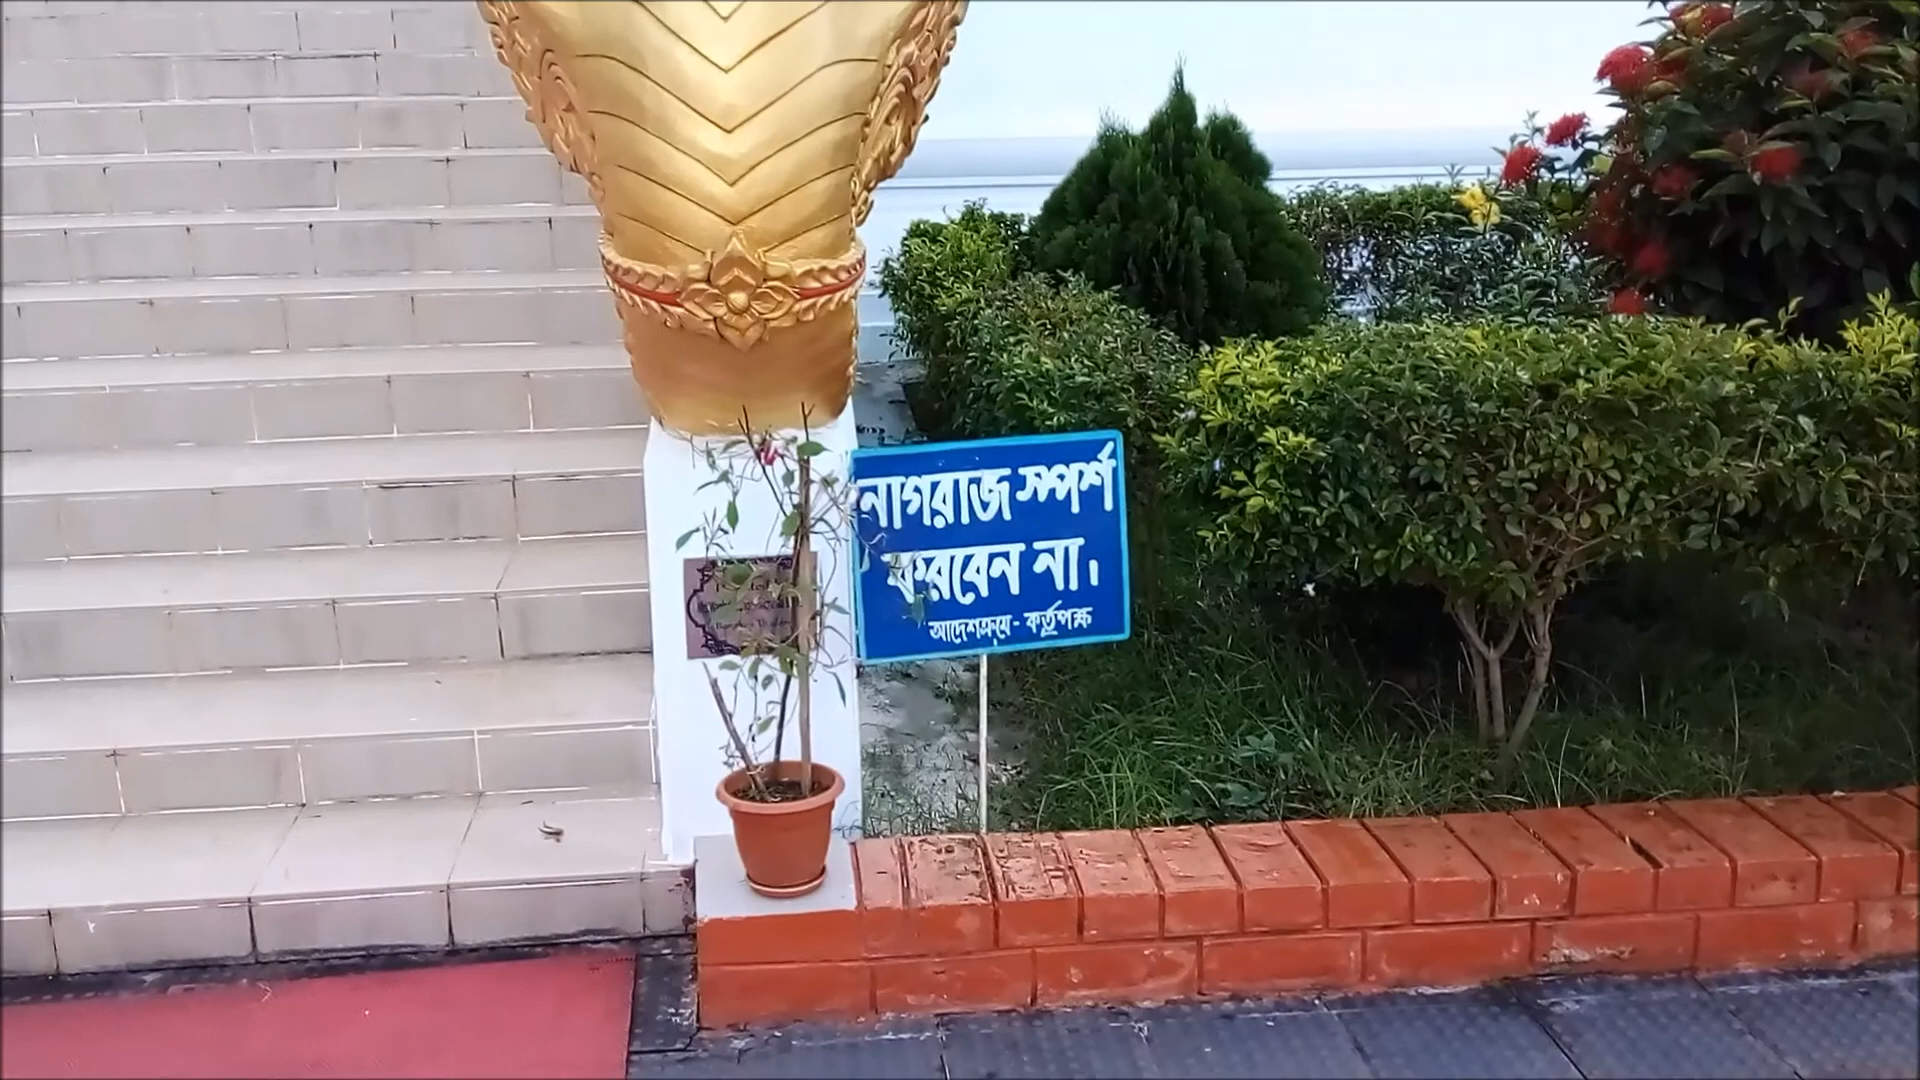 নাগরাজ স্পর্শ
করবেন না।
আদেশক্রমে - কর্তৃপক্ষ